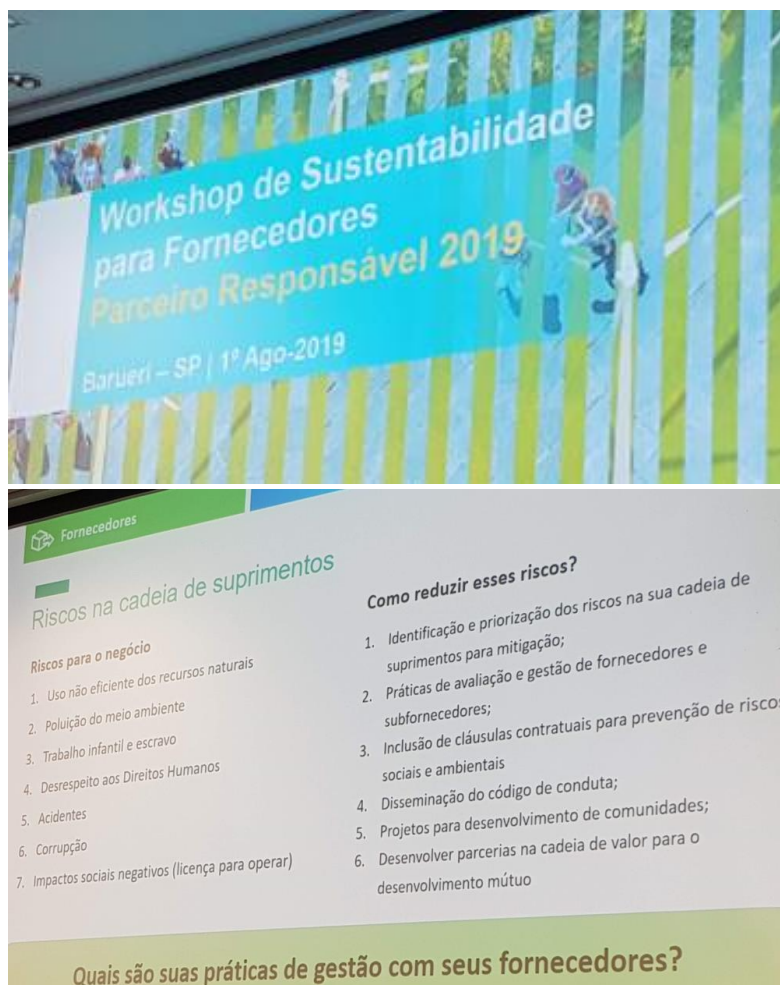 Workshop de Sustentabilidade
para Fornecedores
Parceiro Responsável 2019
Barueri – SP | 1º Ago-2019
Fornecedores
Riscos na cadeia de suprimentos
Riscos para o negócio
1. Uso não eficiente dos recursos naturais
2. Poluição do meio ambiente
3. Trabalho infantil e escravo
4. Desrespeito aos Direitos Humanos
5. Acidentes
6. Corrupção
7. Impactos sociais negativos (licença para operar)
Como reduzir esses riscos?
1. Identificação e priorização dos riscos na sua cadeia de
suprimentos para mitigação;
2. Práticas de avaliação e gestão de fornecedores e
subfornecedores;
3. Inclusão de cláusulas contratuais para prevenção de riscos
sociais e ambientais
4. Disseminação do código de conduta;
5. Projetos para desenvolvimento de comunidades;
6. Desenvolver parcerias na cadeia de valor para o
desenvolvimento mútuo
Quais são suas práticas de gestão com seus fornecedores?